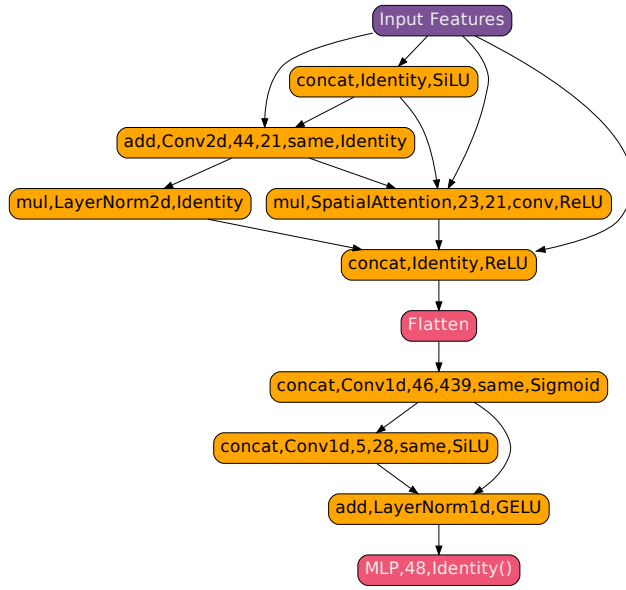 Input Features
concat,Identity,SiLU
add,Conv2d,44,21,same,Identity
mul,LayerNorm2d,Identity
mul,SpatialAttention,23,21,conv,ReLU
concat,Identity,ReLU
Flatten
concat,Conv1d,46,439,same,Sigmoid
concat,Conv1d,5,28,same,SiLU
add,LayerNorm1d,GELU
MLP,48,Identity()